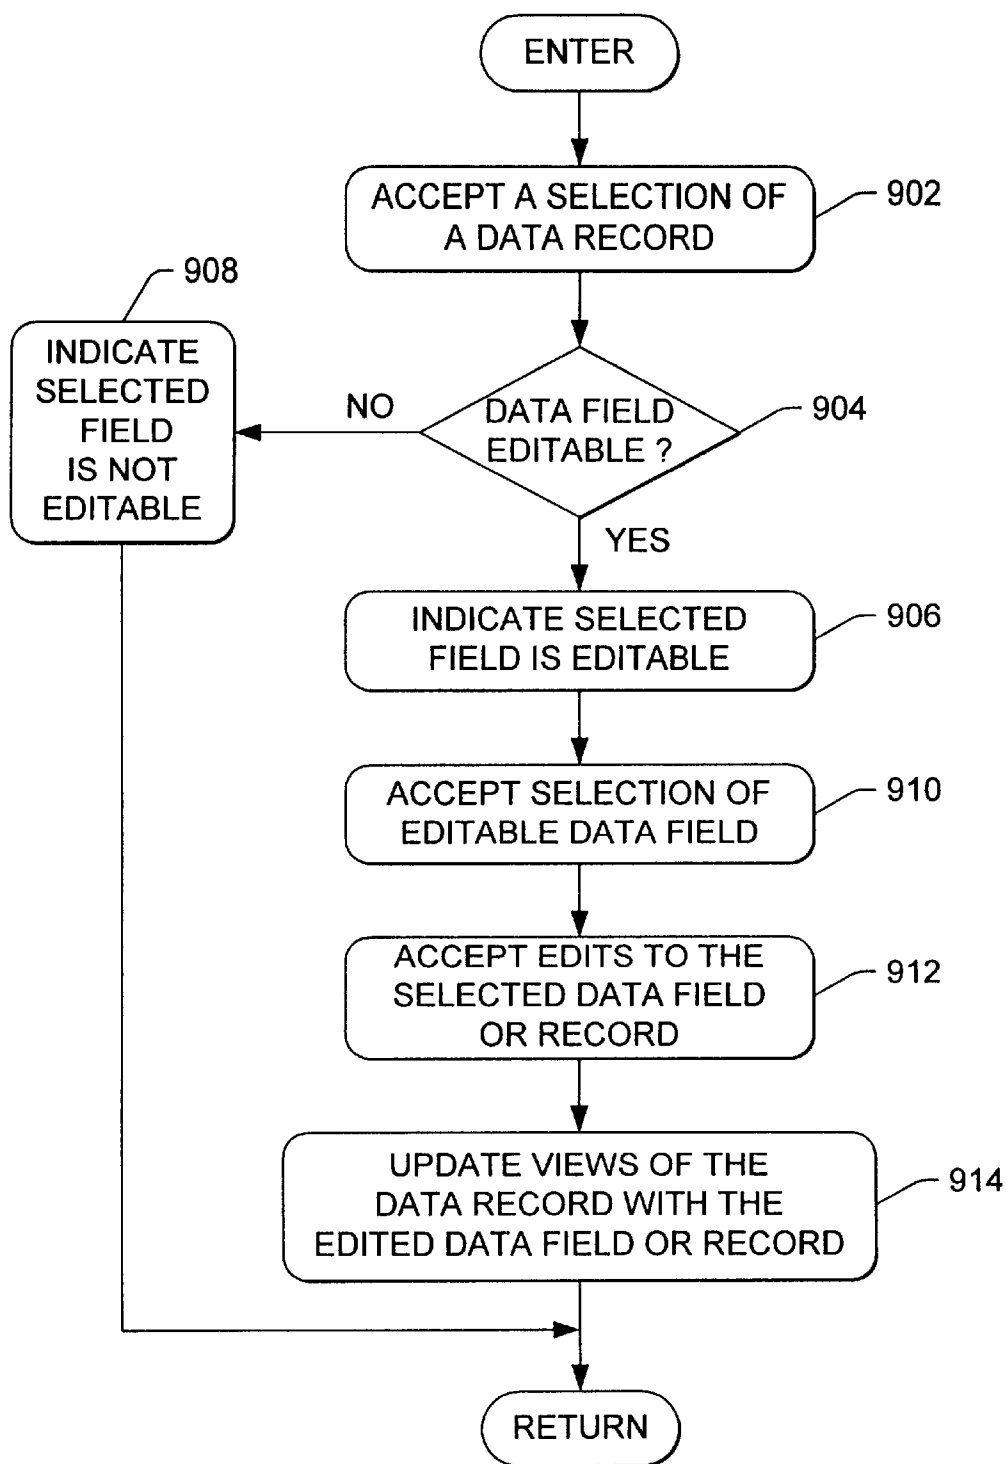 ENTER
ACCEPT A SELECTION OF
A DATA RECORD
902
908
INDICATE
SELECTED
FIELD
IS NOT
EDITABLE
NO
DATA FIELD
EDITABLE ?
904
YES
INDICATE SELECTED
FIELD IS EDITABLE
906
ACCEPT SELECTION OF
EDITABLE DATA FIELD
910
ACCEPT EDITS TO THE
SELECTED DATA FIELD
OR RECORD
912
UPDATE VIEWS OF THE
DATA RECORD WITH THE
EDITED DATA FIELD OR RECORD
914
RETURN